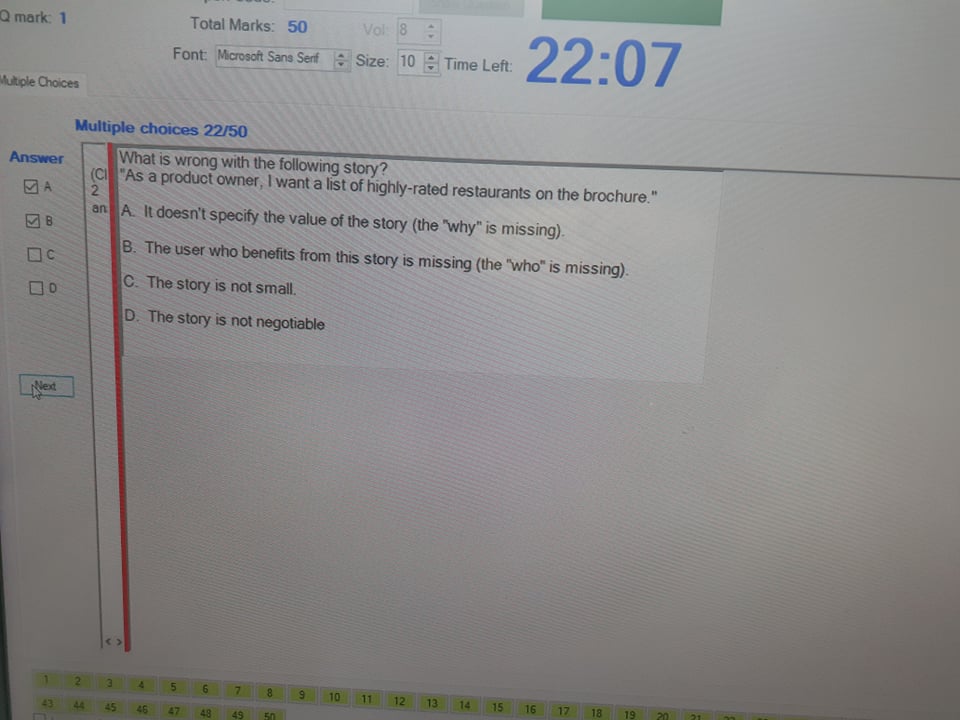 Q mark: 1
Total Marks: 50
Vol: 8
Font: Microsoft Sans Serif Size: 10 Time Left: 22:07
Multiple Choices
Multiple choices 22/50
Answer
A
B
C
D
Next
(Cl
2
an
What is wrong with the following story?
"As a product owner, I want a list of highly-rated restaurants on the brochure."
A. It doesn't specify the value of the story (the "why" is missing).
B. The user who benefits from this story is missing (the "who" is missing).
C. The story is not small.
D. The story is not negotiable
< >
1 2 3 4 5 6 7 8 9 10 11 12 13 14 15 16 17 18 19 20 21
43 44 45 46 47 48 49 50